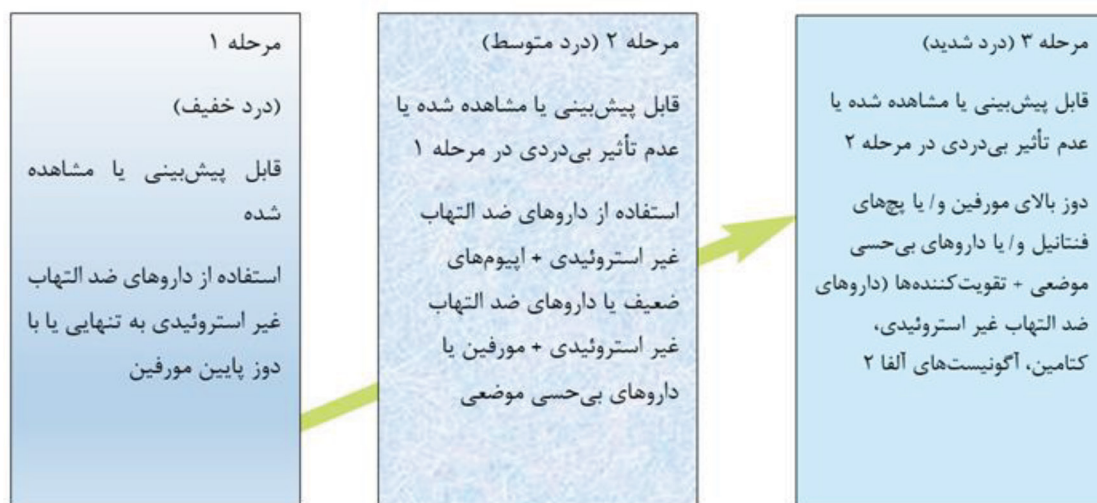 مرحله ۱
(درد خفیف)
قابل پیش‌بینی یا مشاهده
شده
استفاده از داروهای ضد التهاب
غیر استروئیدی به تنهایی یا با
دوز پایین مورفین
مرحله ۲ (درد متوسط)
قابل پیش‌بینی یا مشاهده شده یا
عدم تأثیر بی‌دردی در مرحله ۱
استفاده از داروهای ضد التهاب
غیر استروئیدی + اپیوم‌های
ضعیف یا داروهای ضد التهاب
غیر استروئیدی + مورفین یا
داروهای بی‌حسی موضعی
مرحله ۳ (درد شدید)
قابل پیش‌بینی یا مشاهده شده یا
عدم تأثیر بی‌دردی در مرحله ۲
دوز بالای مورفین و/ یا پچ‌های
فنتانیل و/ یا داروهای بی‌حسی
موضعی + تقویت‌کننده‌ها (داروهای
ضد التهاب غیر استروئیدی،
کتامین، آگونیست‌های آلفا ۲